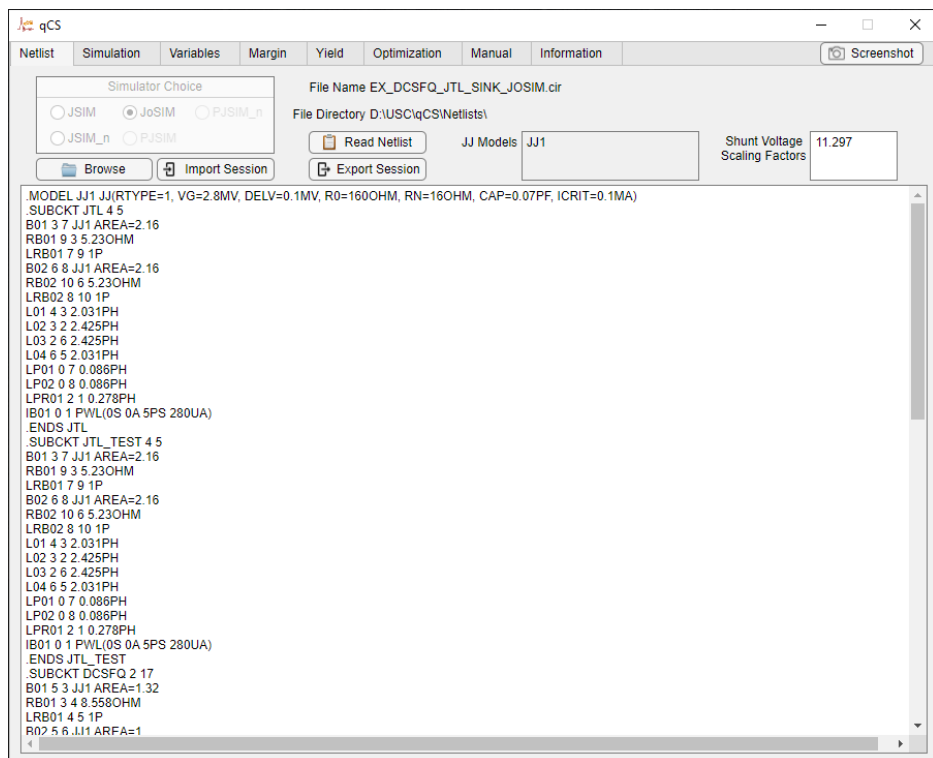 qCS
Netlist Simulation Variables Margin Yield Optimization Manual Information Screenshot
Simulator Choice
JSIM JoSIM PJSIM_n
JSIM_n PJSIM
File Name EX_DCSFQ_JTL_SINK_JOSIM.cir
File Directory D:\USC\qCS\Netlists\
Read Netlist JJ Models JJ1 Shunt Voltage Scaling Factors 11.297
Browse Import Session Export Session
.MODEL JJ1 JJ(RTYPE=1, VG=2.8MV, DELV=0.1MV, R0=160OHM, RN=16OHM, CAP=0.07PF, ICRIT=0.1MA)
.SUBCKT JTL 4 5
B01 3 7 JJ1 AREA=2.16
RB01 9 3 5.23OHM
LRB01 7 9 1P
B02 6 8 JJ1 AREA=2.16
RB02 10 6 5.23OHM
LRB02 8 10 1P
L01 4 3 2.031PH
L02 3 2 2.425PH
L03 2 6 2.425PH
L04 6 5 2.031PH
LP01 0 7 0.086PH
LP02 0 8 0.086PH
LPR01 2 1 0.278PH
IB01 0 1 PWL(0S 0A 5PS 280UA)
.ENDS JTL
.SUBCKT JTL_TEST 4 5
B01 3 7 JJ1 AREA=2.16
RB01 9 3 5.23OHM
LRB01 7 9 1P
B02 6 8 JJ1 AREA=2.16
RB02 10 6 5.23OHM
LRB02 8 10 1P
L01 4 3 2.031PH
L02 3 2 2.425PH
L03 2 6 2.425PH
L04 6 5 2.031PH
LP01 0 7 0.086PH
LP02 0 8 0.086PH
LPR01 2 1 0.278PH
IB01 0 1 PWL(0S 0A 5PS 280UA)
.ENDS JTL_TEST
.SUBCKT DCSFQ 2 17
B01 5 3 JJ1 AREA=1.32
RB01 3 4 8.558OHM
LRB01 4 5 1P
B02 5 6 JJ1 AREA=1